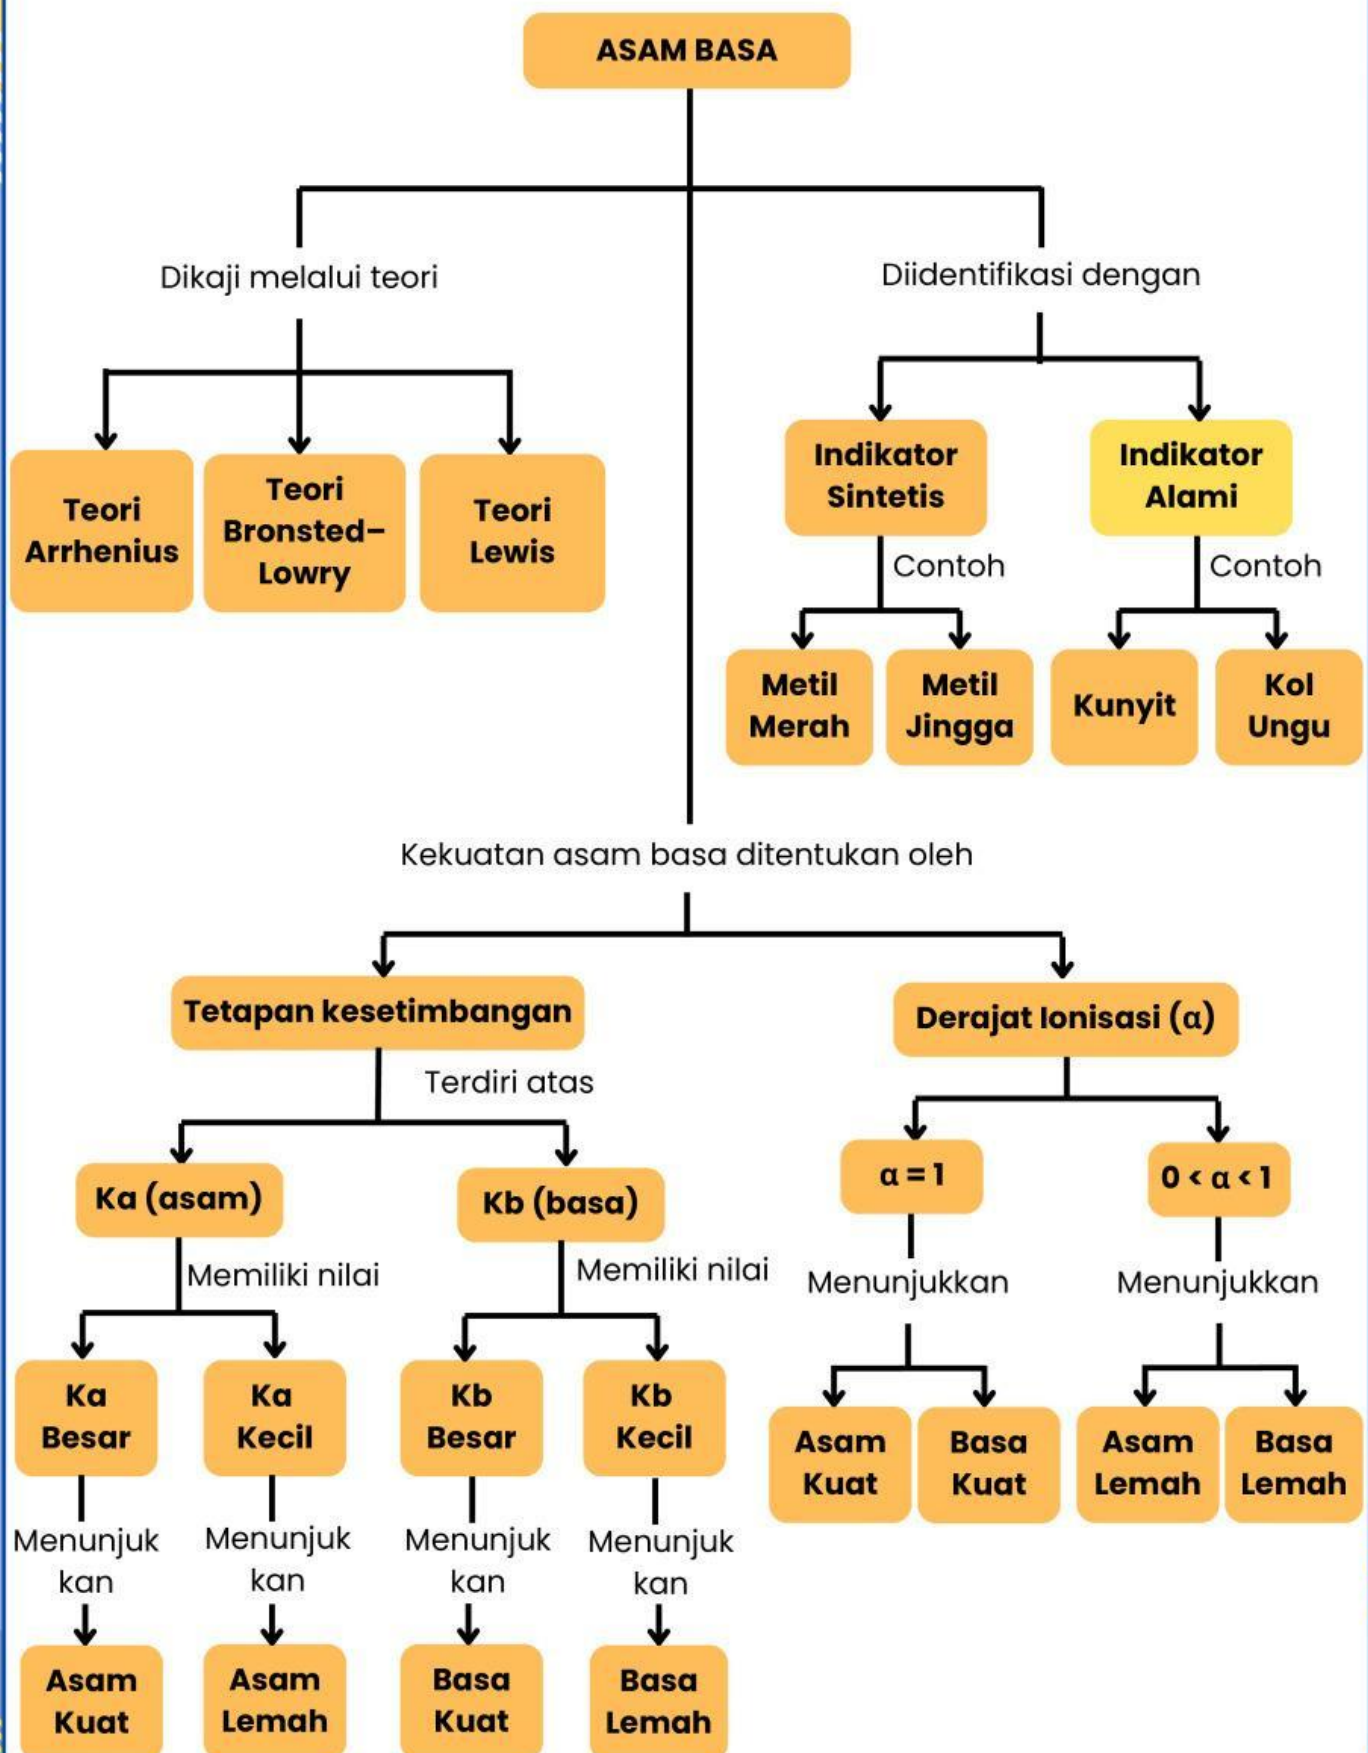 ASAM BASA
Dikaji melalui teori
Diidentifikasi dengan
Teori
Arrhenius
Teori
Bronsted–
Lowry
Teori
Lewis
Indikator
Sintetis
Indikator
Alami
Contoh
Contoh
Metil
Merah
Metil
Jingga
Kunyit
Kol
Ungu
Kekuatan asam basa ditentukan oleh
Tetapan kesetimbangan
Derajat Ionisasi (α)
Terdiri atas
Ka (asam)
Kb (basa)
α = 1
0 < α < 1
Memiliki nilai
Memiliki nilai
Menunjukkan
Menunjukkan
Ka
Besar
Ka
Kecil
Kb
Besar
Kb
Kecil
Asam
Kuat
Basa
Kuat
Asam
Lemah
Basa
Lemah
Menunjuk
kan
Menunjuk
kan
Menunjuk
kan
Menunjuk
kan
Asam
Kuat
Asam
Lemah
Basa
Kuat
Basa
Lemah